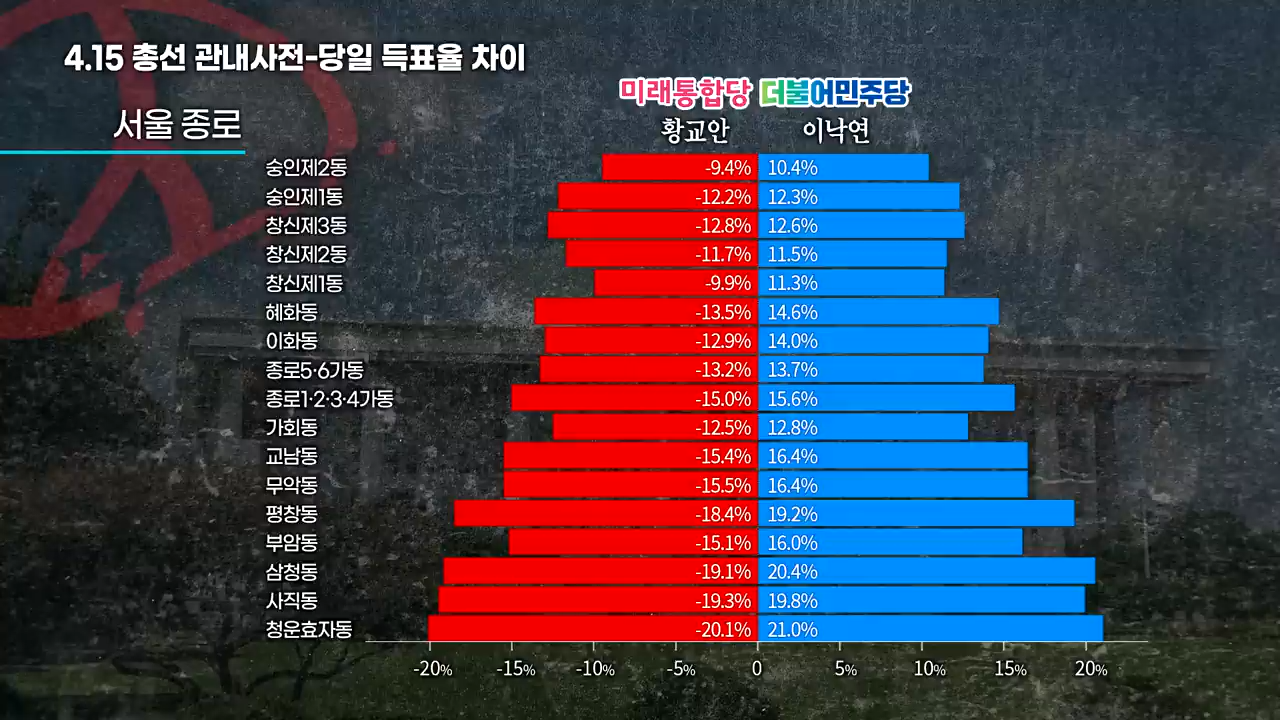 4.15 총선 관내사전-당일 득표율 차이
미래통합당 더불어민주당
서울 종로
황교안 이낙연
숭인제2동 -9.4% 10.4%
숭인제1동 -12.2% 12.3%
창신제3동 -12.8% 12.6%
창신제2동 -11.7% 11.5%
창신제1동 -9.9% 11.3%
혜화동 -13.5% 14.6%
이화동 -12.9% 14.0%
종로5·6가동 -13.2% 13.7%
종로1·2·3·4가동 -15.0% 15.6%
가회동 -12.5% 12.8%
교남동 -15.4% 16.4%
무악동 -15.5% 16.4%
평창동 -18.4% 19.2%
부암동 -15.1% 16.0%
삼청동 -19.1% 20.4%
사직동 -19.3% 19.8%
청운효자동 -20.1% 21.0%
-20% -15% -10% -5% 0 5% 10% 15% 20%